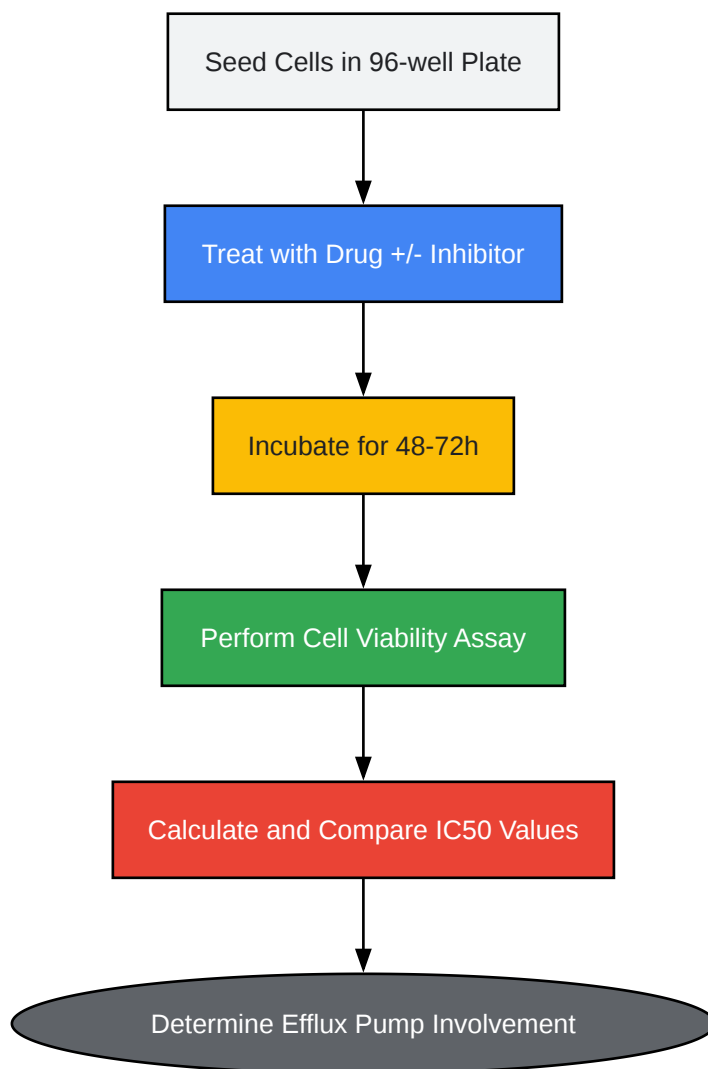 Seed Cells in 96-well Plate
Treat with Drug +/- Inhibitor
Incubate for 48-72h
Perform Cell Viability Assay
Calculate and Compare IC50 Values
Determine Efflux Pump Involvement